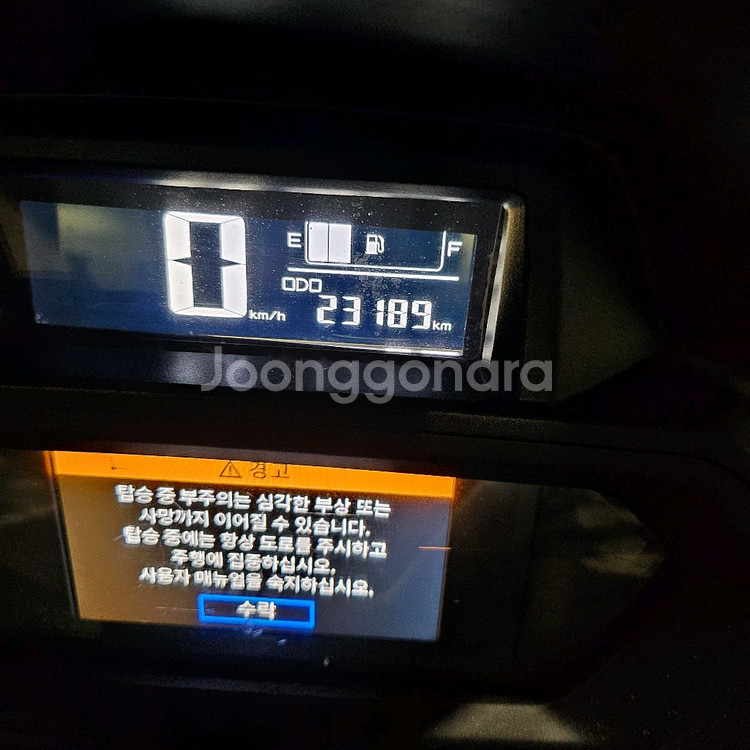 0 km/h
E F
ODO
23189 km
Joonggonara
⚠ 경고
탑승 중 부주의는 심각한 부상 또는
사망까지 이어질 수 있습니다.
탑승 중에는 항상 도로를 주시하고
주행에 집중하십시오.
사용자 매뉴얼을 숙지하십시오.
수락